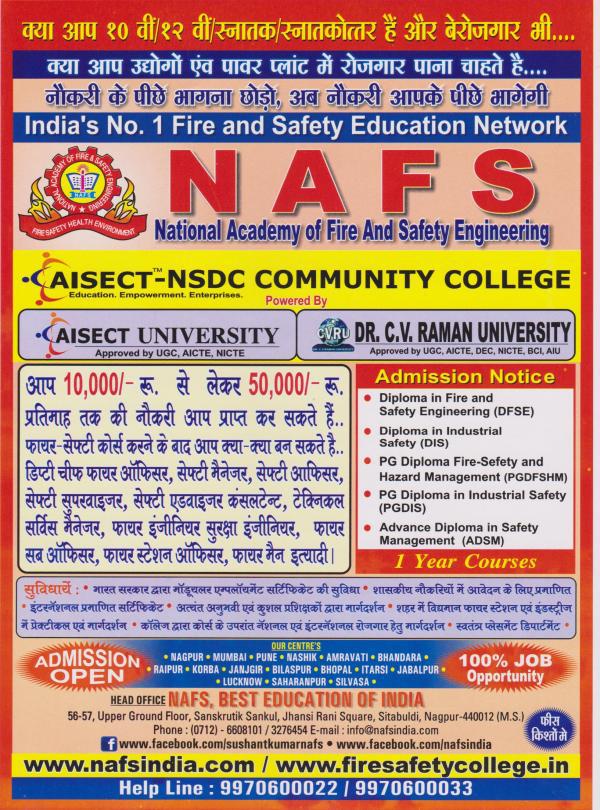 क्या आप १० वीं/१२ वीं/स्नातक/स्नातकोत्तर हैं और बेरोजगार भी....
क्या आप उद्योगों एंव पावर प्लांट में रोजगार पाना चाहते है....
नौकरी के पीछे भागना छोड़ो, अब नौकरी आपके पीछे भागेगी
India's No. 1 Fire and Safety Education Network
NATIONAL ACADEMY OF FIRE & SAFETY ENGINEERING
NAFS
FIRE SAFETY HEALTH ENVIRONMENT
NAFS
National Academy of Fire And Safety Engineering
AISECT™-NSDC COMMUNITY COLLEGE
Education. Empowerment. Enterprises.
Powered By
AISECT UNIVERSITY
Approved by UGC, AICTE, NICTE
CVRU
DR. C.V. RAMAN UNIVERSITY
Approved by UGC, AICTE, DEC, NICTE, BCI, AIU
आप 10,000/- रू. से लेकर 50,000/- रू.
प्रतिमाह तक की नौकरी आप प्राप्त कर सकते हैं..
फायर-सेफ्टी कोर्स करने के बाद आप क्या-क्या बन सकते है..
डिप्टी चीफ फायर ऑफिसर, सेफ्टी मैनेजर, सेफ्टी आफिसर,
सेफ्टी सुपरवाइजर, सेफ्टी एडवाइजर कंसलटेन्ट, टेक्निकल
सर्विस मैनेजर, फायर इंजीनियर सुरक्षा इंजीनियर, फायर
सब ऑफिसर, फायर स्टेशन ऑफिसर, फायर मैन इत्यादी।
Admission Notice
• Diploma in Fire and
Safety Engineering (DFSE)
• Diploma in Industrial
Safety (DIS)
• PG Diploma Fire-Safety and
Hazard Management (PGDFSHM)
• PG Diploma in Industrial Safety
(PGDIS)
• Advance Diploma in Safety
Management (ADSM)
1 Year Courses
सुविधायें : • भारत सरकार द्वारा मॉड्यूलर एम्पलॉयमेंट सर्टिफिकेट की सुविधा • शासकीय नौकरियों में आवेदन के लिए प्रमाणित
• इंटरनॅशनल प्रमाणित सर्टिफिकेट • अत्यंत अनुभवी एवं कुशल प्रशिक्षकों द्वारा मार्गदर्शन • शहर में विद्यमान फायर स्टेशन एवं इंडस्ट्रीज
में प्रेक्टीकल एवं मार्गदर्शन • कॉलेज द्वारा कोर्स के उपरांत नॅशनल एवं इंटरनॅशनल रोजगार हेतु मार्गदर्शन • स्वतंत्र प्लेसमेंट डिपार्टमेंट •
ADMISSION
OPEN
OUR CENTRE'S
• NAGPUR • MUMBAI • PUNE • NASHIK • AMRAVATI • BHANDARA •
• RAIPUR • KORBA • JANJGIR • BILASPUR • BHOPAL • ITARSI • JABALPUR •
LUCKNOW • SAHARANPUR • SILVASA •
100% JOB
Opportunity
HEAD OFFICE NAFS, BEST EDUCATION OF INDIA
56-57, Upper Ground Floor, Sanskrutik Sankul, Jhansi Rani Square, Sitabuldi, Nagpur-440012 (M.S.)
Phone : (0712) - 6608101 / 3276454 E-mail : info@nafsindia.com
www.facebook.com/sushantkumarnafs • www.facebook.com/nafsindia
फीस
किश्तों मे
www.nafsindia.com / www.firesafetycollege.in
Help Line : 9970600022 / 9970600033